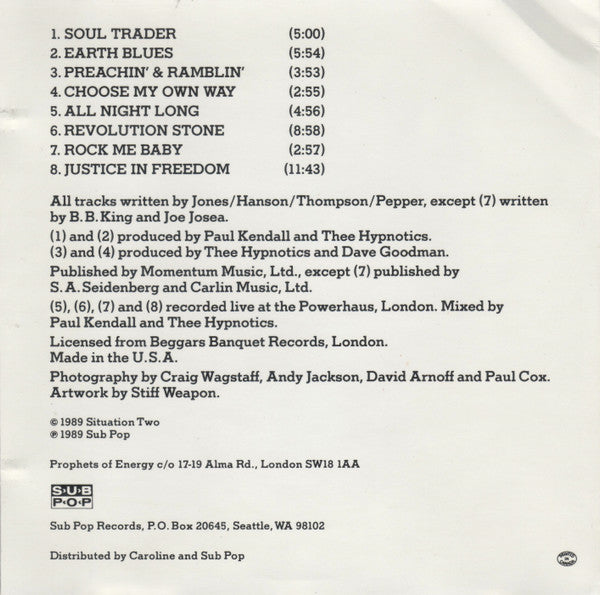 1. SOUL TRADER (5:00)
2. EARTH BLUES (5:54)
3. PREACHIN' & RAMBLIN' (3:53)
4. CHOOSE MY OWN WAY (2:55)
5. ALL NIGHT LONG (4:56)
6. REVOLUTION STONE (8:58)
7. ROCK ME BABY (2:57)
8. JUSTICE IN FREEDOM (11:43)
All tracks written by Jones/Hanson/Thompson/Pepper, except (7) written
by B.B.King and Joe Josea.
(1) and (2) produced by Paul Kendall and Thee Hypnotics.
(3) and (4) produced by Thee Hypnotics and Dave Goodman.
Published by Momentum Music, Ltd., except (7) published by
S.A.Seidenberg and Carlin Music, Ltd.
(5), (6), (7) and (8) recorded live at the Powerhaus, London. Mixed by
Paul Kendall and Thee Hypnotics.
Licensed from Beggars Banquet Records, London.
Made in the U.S.A.
Photography by Craig Wagstaff, Andy Jackson, David Arnoff and Paul Cox.
Artwork by Stiff Weapon.
© 1989 Situation Two
℗ 1989 Sub Pop
Prophets of Energy c/o 17-19 Alma Rd., London SW18 1AA
S•U•B
P•O•P
Sub Pop Records, P.O. Box 20645, Seattle, WA 98102
Distributed by Caroline and Sub Pop
PRINTED IN CANADA